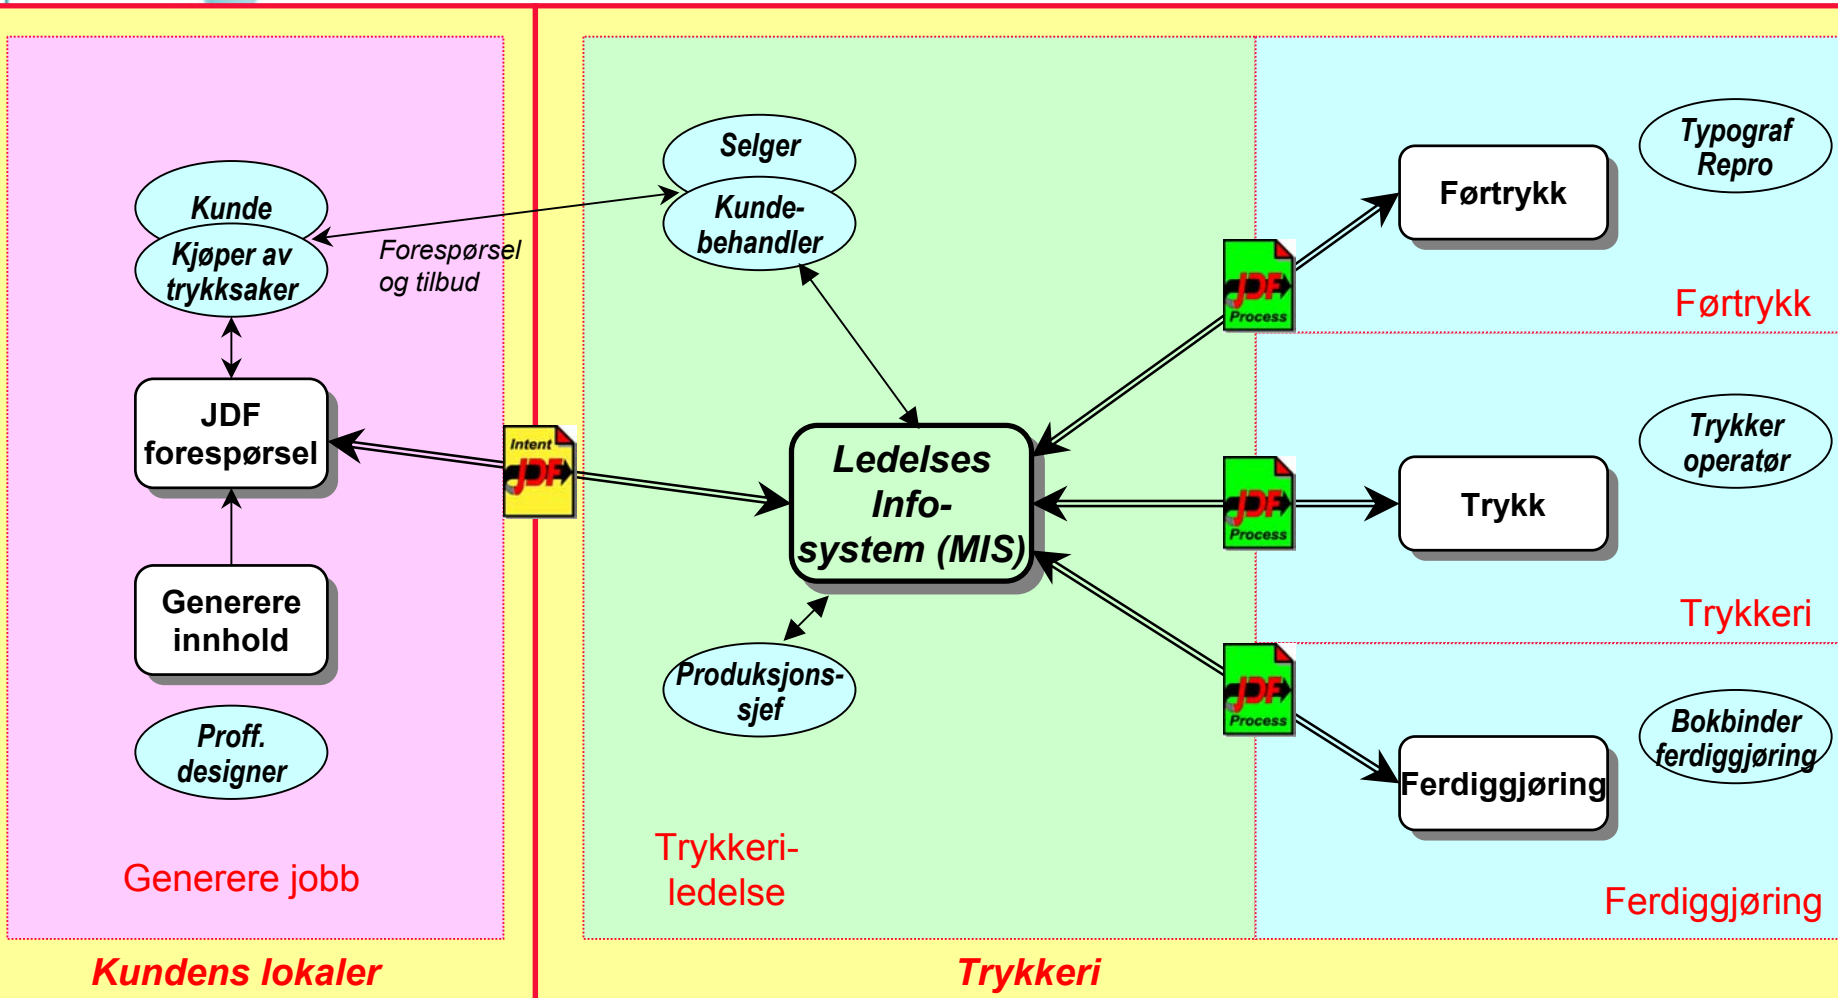 Kunde
Kjøper av
trykksaker
Forespørsel
og tilbud
JDF
forespørsel
Generere
innhold
Proff.
designer
Generere jobb
Kundens lokaler
Intent
JDF
Selger
Kunde-
behandler
Ledelses
Info-
system (MIS)
Produksjons-
sjef
Trykkeri-
ledelse
JDF
Process
JDF
Process
JDF
Process
Førtrykk
Typograf
Repro
Førtrykk
Trykk
Trykker
operatør
Trykkeri
Ferdiggjøring
Bokbinder
ferdiggjøring
Ferdiggjøring
Trykkeri